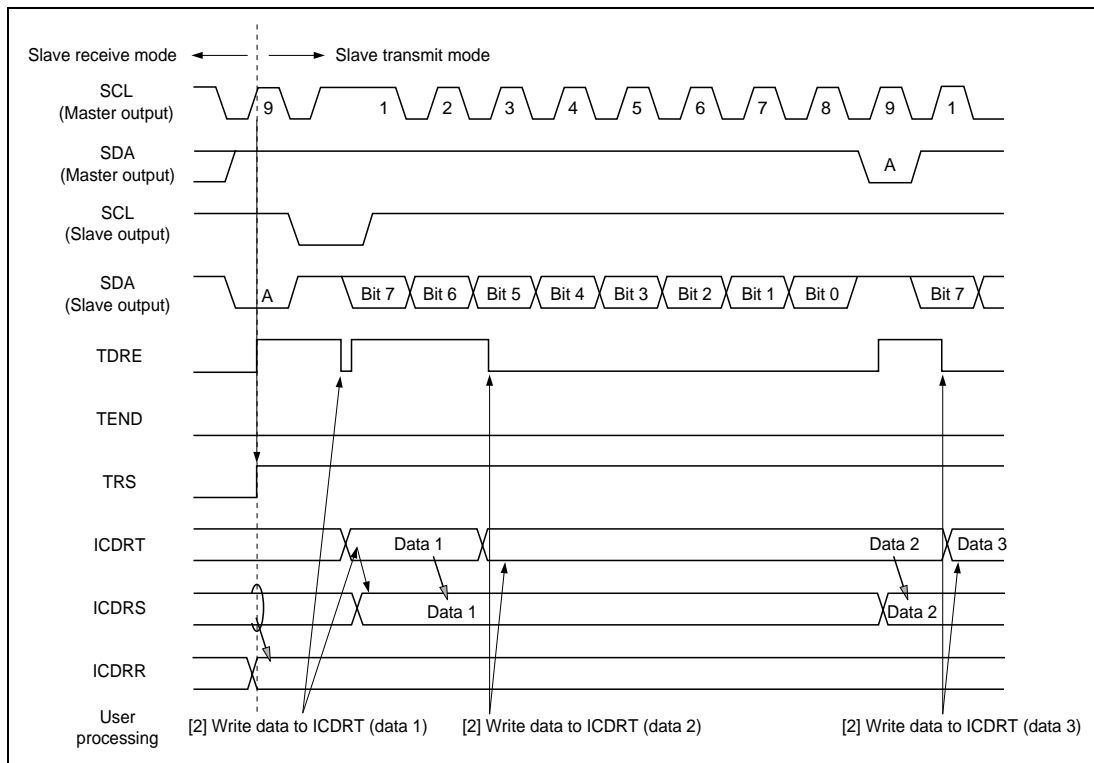 Slave receive mode Slave transmit mode
SCL
(Master output)
9 1 2 3 4 5 6 7 8 9 1
SDA
(Master output)
A
SCL
(Slave output)
SDA
(Slave output)
A Bit 7 Bit 6 Bit 5 Bit 4 Bit 3 Bit 2 Bit 1 Bit 0 Bit 7
TDRE
TEND
TRS
ICDRT Data 1 Data 2 Data 3
ICDRS Data 1 Data 2
ICDRR
User
processing
[2] Write data to ICDRT (data 1) [2] Write data to ICDRT (data 2) [2] Write data to ICDRT (data 3)